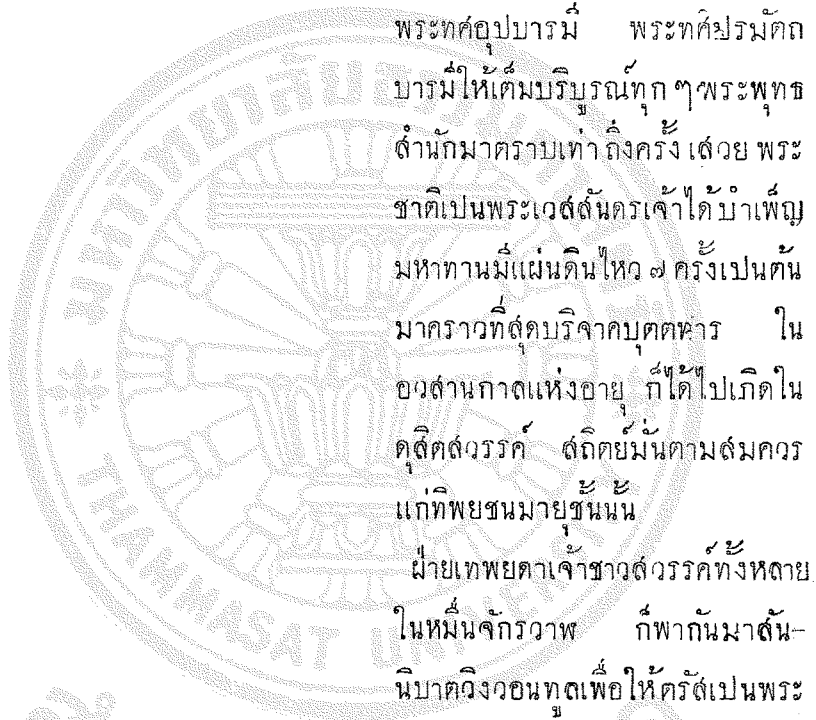 พระทศอุปบารมี พระทศปรมัตถ
บารมีให้เต็มบริบูรณ์ทุก ๆ พระพุทธ
สำนักมาตราบเท่า ถึงครั้ง เสวย พระ
ชาติเปนพระเวสสันดรเจ้าได้บำเพ็ญ
มหาทานมีแผ่นดินไหว ๗ ครั้งเปนต้น
มาคราวที่สุดบริจาคบุตตทาร ใน
อวสานกาลแห่งอายุ ก็ได้ไปเกิดใน
ดุสิตสวรรค์ สถิตย์มั่นตามสมควร
แก่ทิพยชนมายุชั้นนั้น
ฝ่ายเทพยดาเจ้าชาวสวรรค์ทั้งหลาย
ในหมื่นจักรวาฬ ก็พากันมาสัน-
นิบาตวิงวอนทูลเพื่อให้ตรัสเปนพระ
THAMMASAT UNIVE